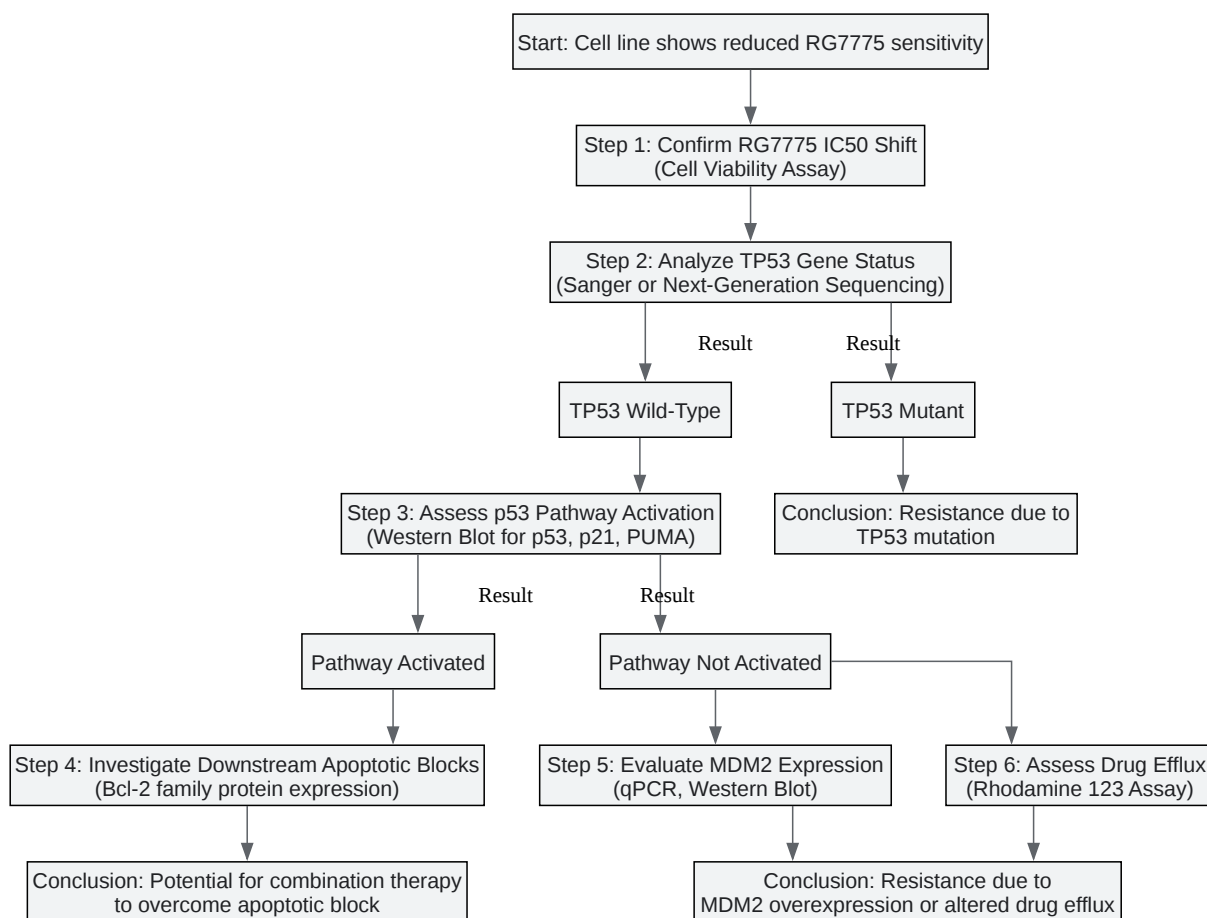 Start: Cell line shows reduced RG7775 sensitivity
Step 1: Confirm RG7775 IC50 Shift
(Cell Viability Assay)
Step 2: Analyze TP53 Gene Status
(Sanger or Next-Generation Sequencing)
Result
Result
TP53 Wild-Type
TP53 Mutant
Step 3: Assess p53 Pathway Activation
(Western Blot for p53, p21, PUMA)
Conclusion: Resistance due to
TP53 mutation
Result
Result
Pathway Activated
Pathway Not Activated
Step 4: Investigate Downstream Apoptotic Blocks
(Bcl-2 family protein expression)
Step 5: Evaluate MDM2 Expression
(qPCR, Western Blot)
Step 6: Assess Drug Efflux
(Rhodamine 123 Assay)
Conclusion: Potential for combination therapy
to overcome apoptotic block
Conclusion: Resistance due to
MDM2 overexpression or altered drug efflux